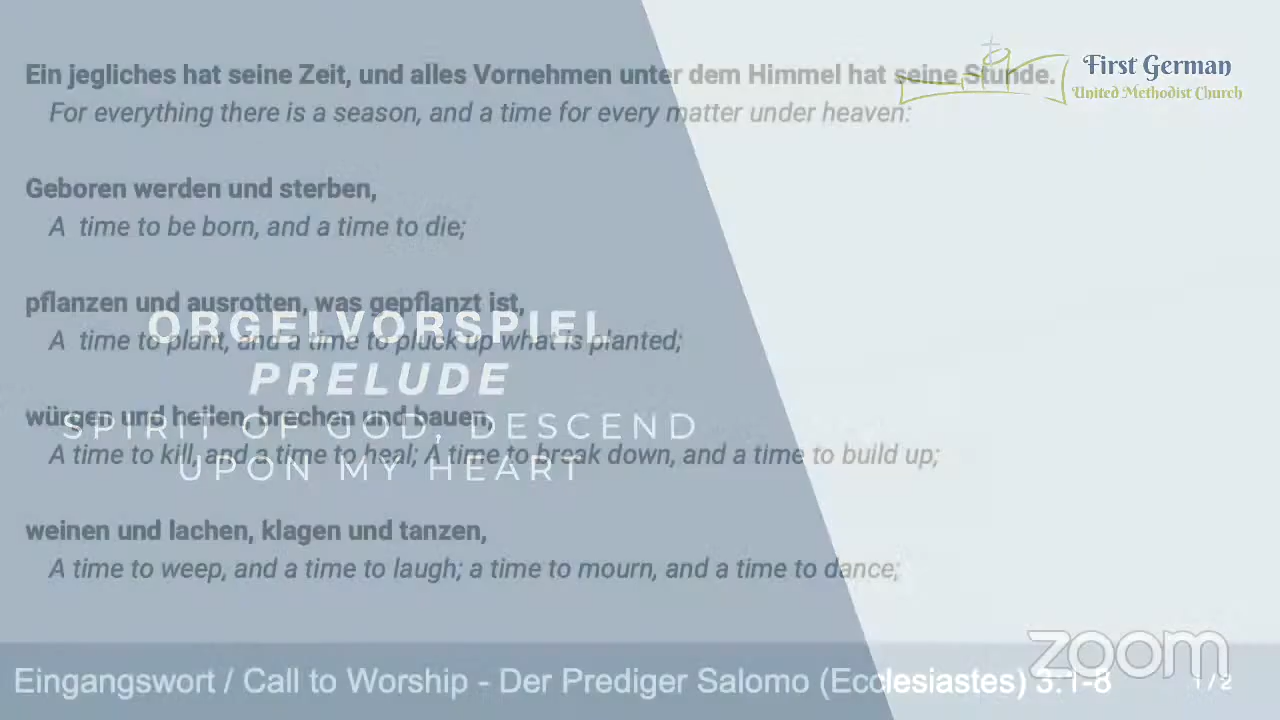 Ein jegliches hat seine Zeit, und alles Vornehmen unter dem Himmel hat seine Stunde.
For everything there is a season, and a time for every matter under heaven:
First German
United Methodist Church
Geboren werden und sterben,
A time to be born, and a time to die;
pflanzen und ausrotten, was gepflanzt ist,
A time to plant, and a time to pluck up what is planted;
ORGELVORSPIEL
PRELUDE
SPIRIT OF GOD, DESCEND
UPON MY HEART
würgen und heilen, brechen und bauen,
A time to kill, and a time to heal; A time to break down, and a time to build up;
weinen und lachen, klagen und tanzen,
A time to weep, and a time to laugh; a time to mourn, and a time to dance;
zoom
Eingangswort / Call to Worship - Der Prediger Salomo (Ecclesiastes) 3:1-8
1 / 2